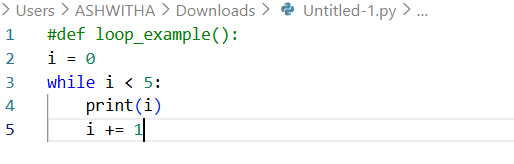 > Users > ASHWITHA > Downloads > Untitled-1.py > ...
1 #def loop_example():
2 i = 0
3 while i < 5:
4     print(i)
5     i += 1